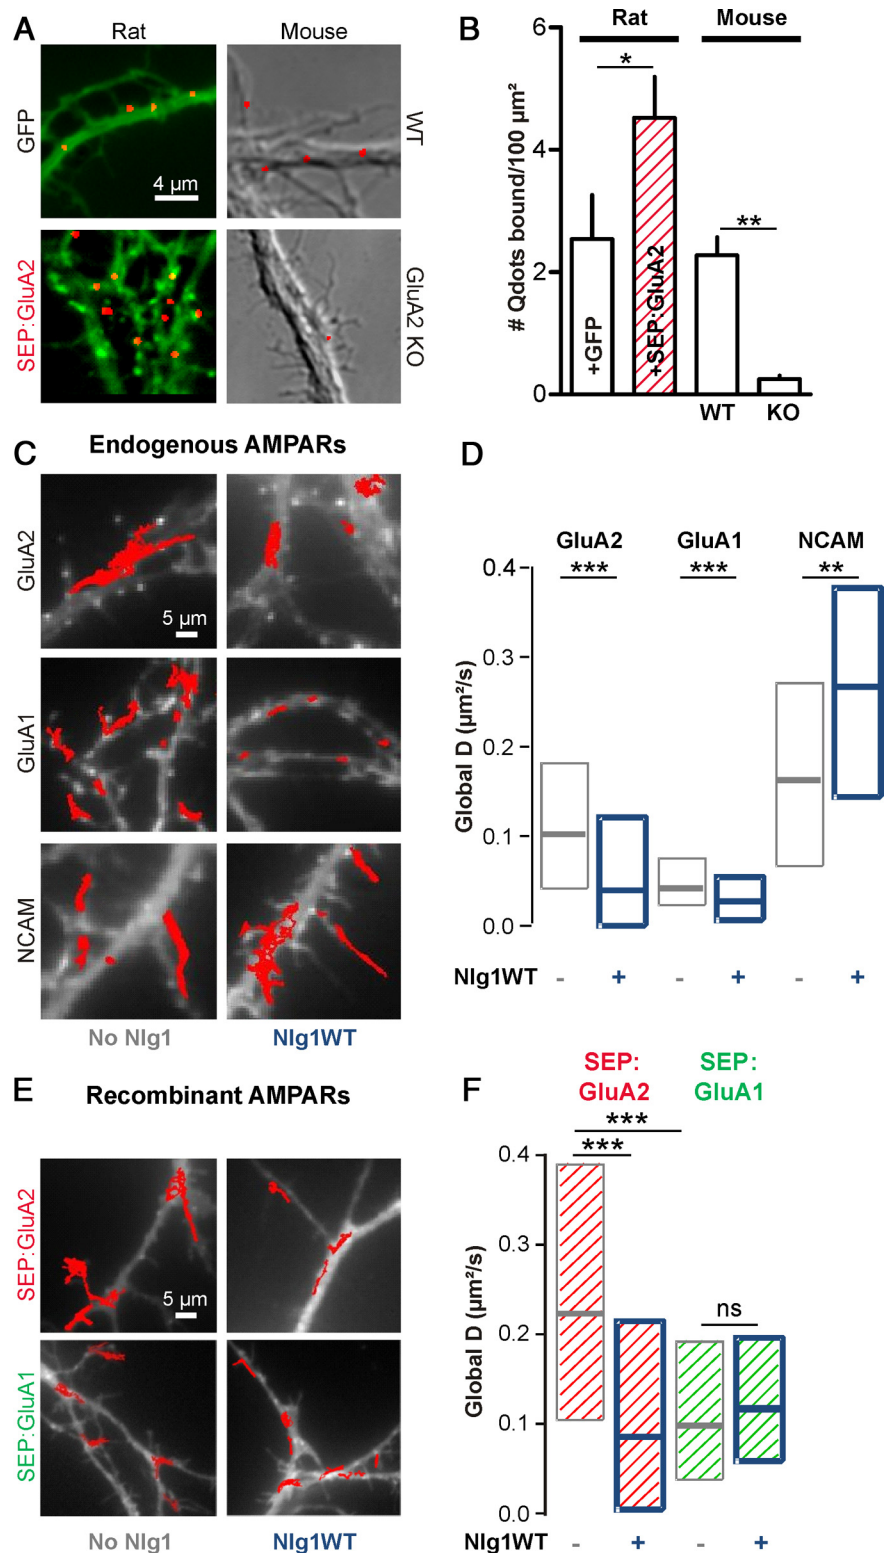 A
Rat
Mouse
GFP
WT
4 µm
SEP:GluA2
GluA2 KO
B
Rat
Mouse
# Qdots bound/100 µm²
6
4
2
0
*
**
+GFP
+SEP:GluA2
WT
KO
C
Endogenous AMPARs
GluA2
5 µm
GluA1
NCAM
No Nlg1
Nlg1WT
D
GluA2
GluA1
NCAM
***
***
**
Global D (µm²/s)
0.4
0.3
0.2
0.1
0.0
Nlg1WT
-
+
-
+
-
+
E
Recombinant AMPARs
SEP:GluA2
5 µm
SEP:GluA1
No Nlg1
Nlg1WT
F
SEP:
GluA2
SEP:
GluA1
***
***
ns
Global D (µm²/s)
0.4
0.3
0.2
0.1
0.0
Nlg1WT
-
+
-
+